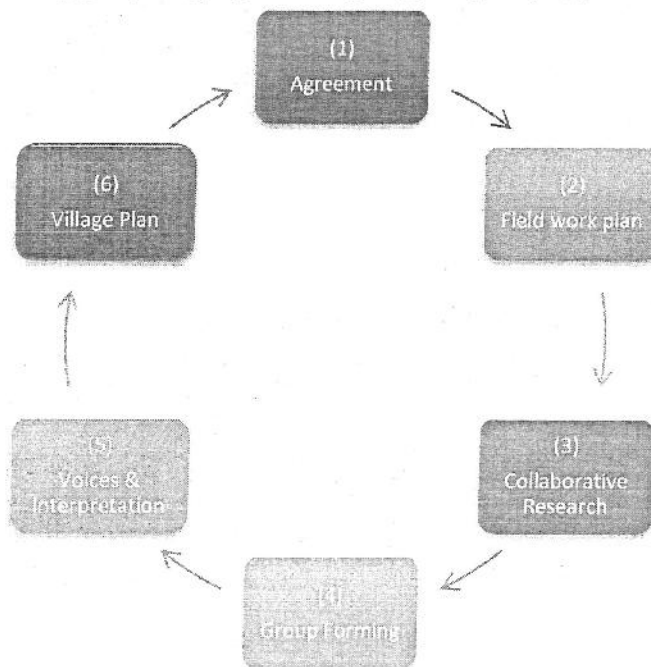 (1)
Agreement
(2)
Field work plan
(3)
Collaborative
Research
(4)
Group Forming
(5)
Voices &
Interpretation
(6)
Village Plan